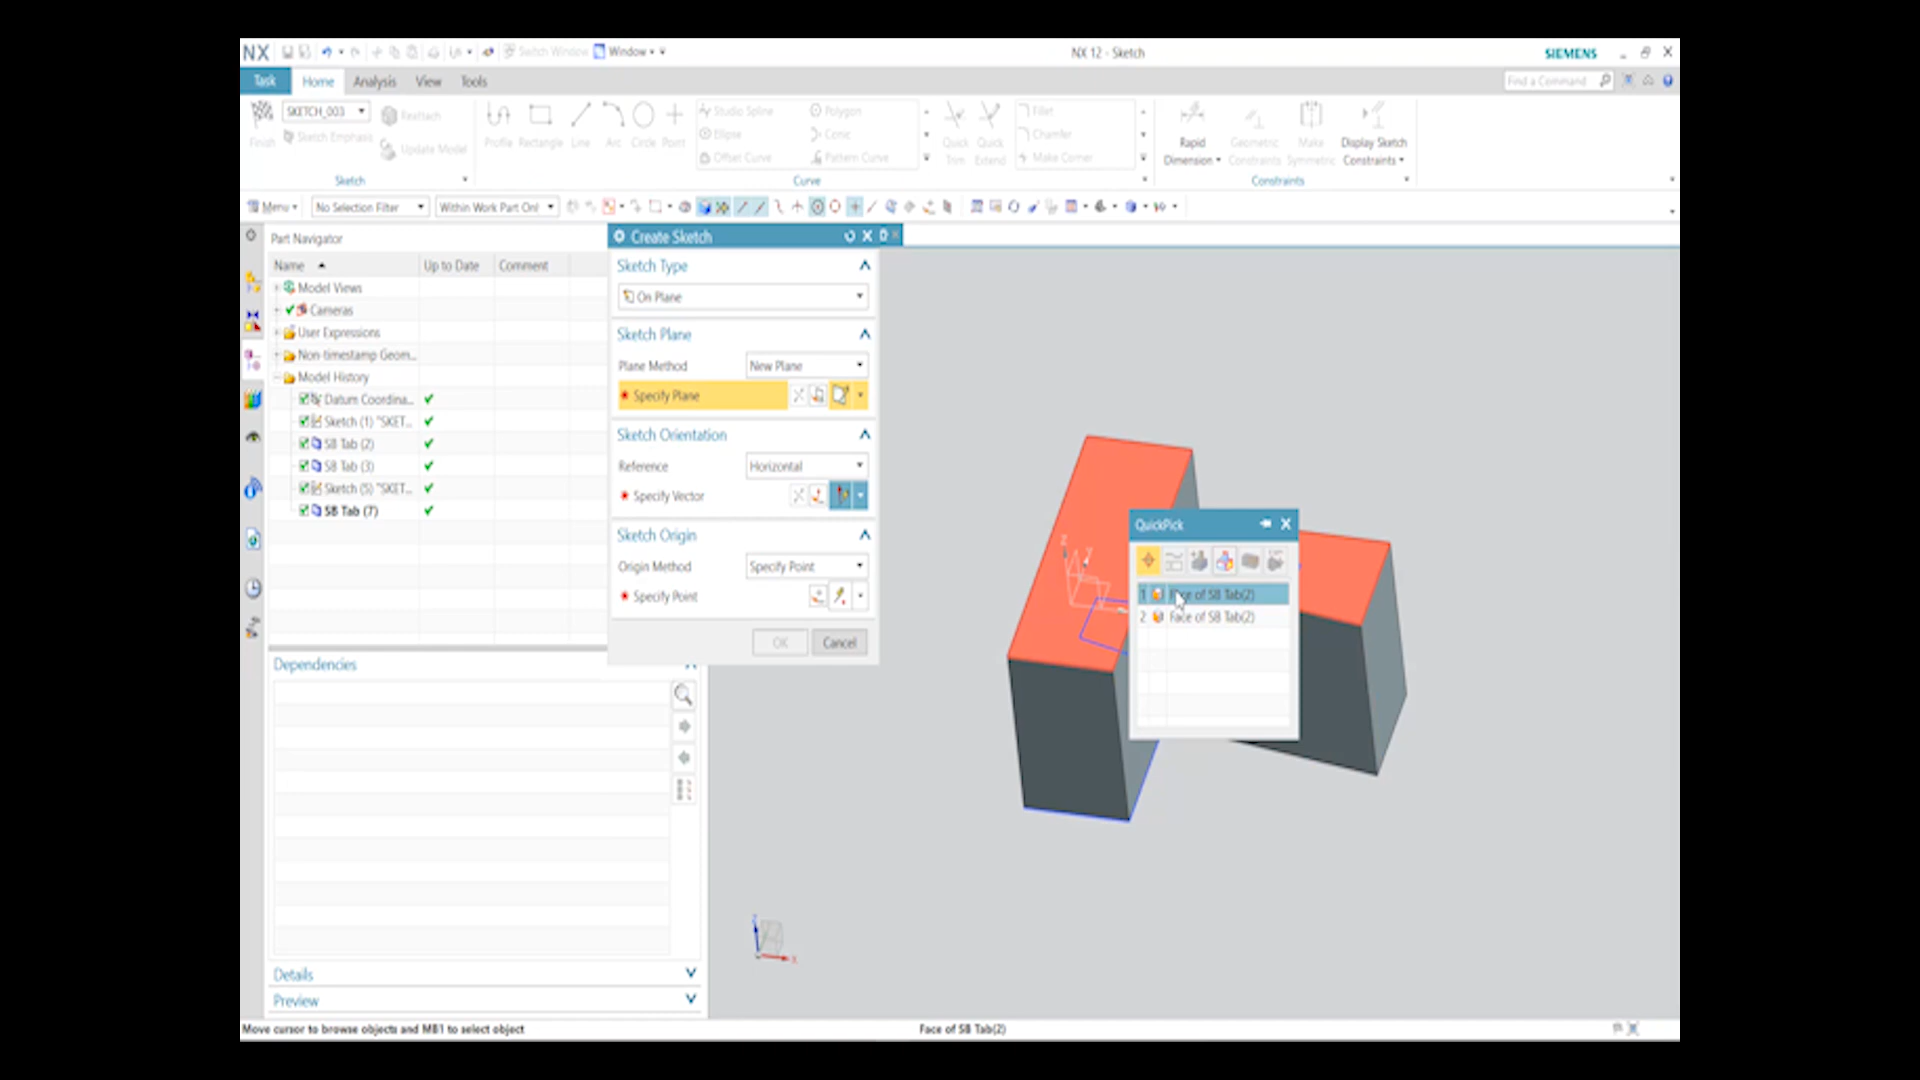 NX
Switch Window
Window
NX 12 - Sketch
SIEMENS
Task
Home
Analysis
View
Tools
Find a Command
Finish
SKETCH_003
Sketch Emphasis
Reattach
Update Model
Sketch
Profile
Rectangle
Line
Arc
Circle
Point
Studio Spline
Ellipse
Offset Curve
Polygon
Conic
Pattern Curve
Quick Trim
Quick Extend
Fillet
Chamfer
Make Corner
Curve
Rapid Dimension
Geometric Constraints
Make Symmetric
Display Sketch Constraints
Constraints
Menu
No Selection Filter
Within Work Part Onl
Part Navigator
Name
Up to Date
Comment
Model Views
Cameras
User Expressions
Non-timestamp Geom...
Model History
Datum Coordina...
Sketch (1) "SKET...
SB Tab (2)
SB Tab (3)
Sketch (5) "SKET...
SB Tab (7)
Dependencies
Details
Preview
Create Sketch
Sketch Type
On Plane
Sketch Plane
Plane Method
New Plane
* Specify Plane
Sketch Orientation
Reference
Horizontal
* Specify Vector
Sketch Origin
Origin Method
Specify Point
* Specify Point
OK
Cancel
QuickPick
1 Face of SB Tab(2)
2 Face of SB Tab(2)
Z
X
Move cursor to browse objects and MB1 to select object
Face of SB Tab(2)